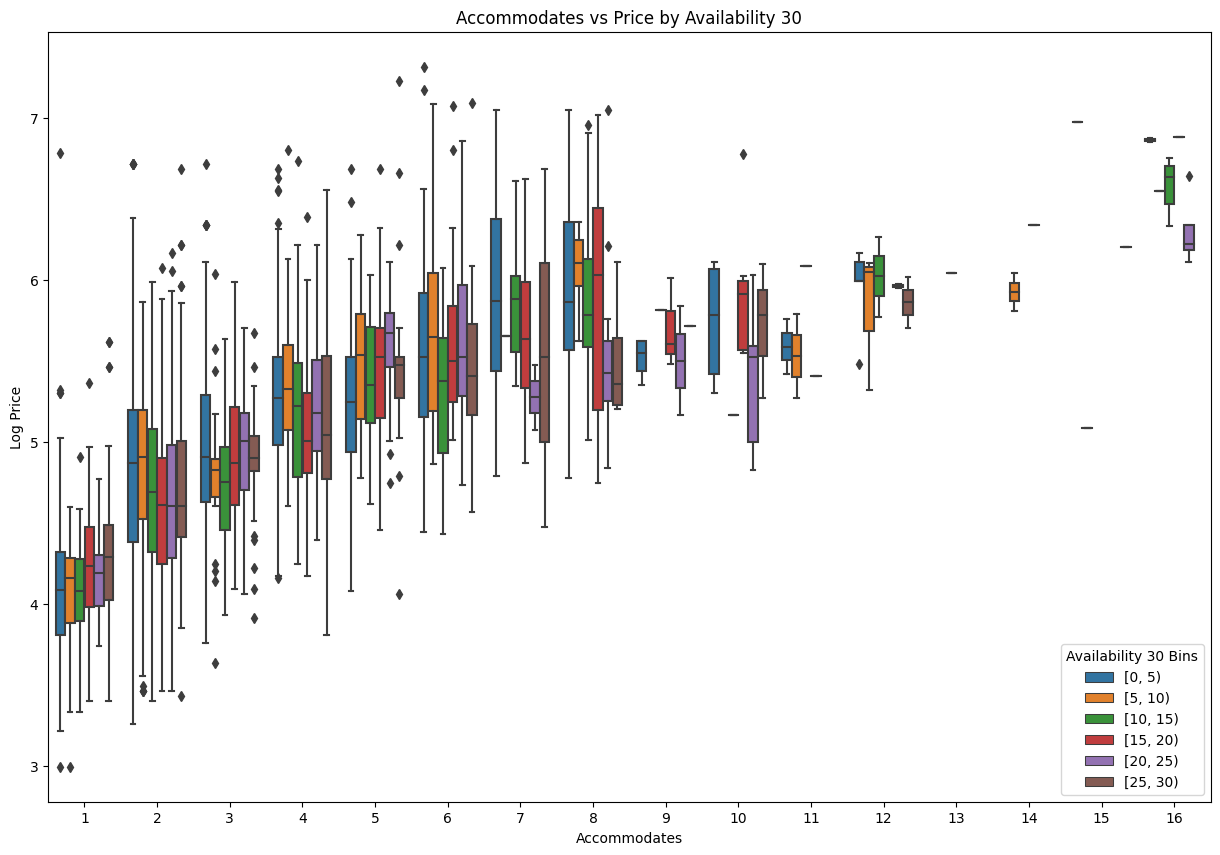 Accommodates vs Price by Availability 30
Log Price
7
6
5
4
3
1 2 3 4 5 6 7 8 9 10 11 12 13 14 15 16
Accommodates
Availability 30 Bins
[0, 5)
[5, 10)
[10, 15)
[15, 20)
[20, 25)
[25, 30)